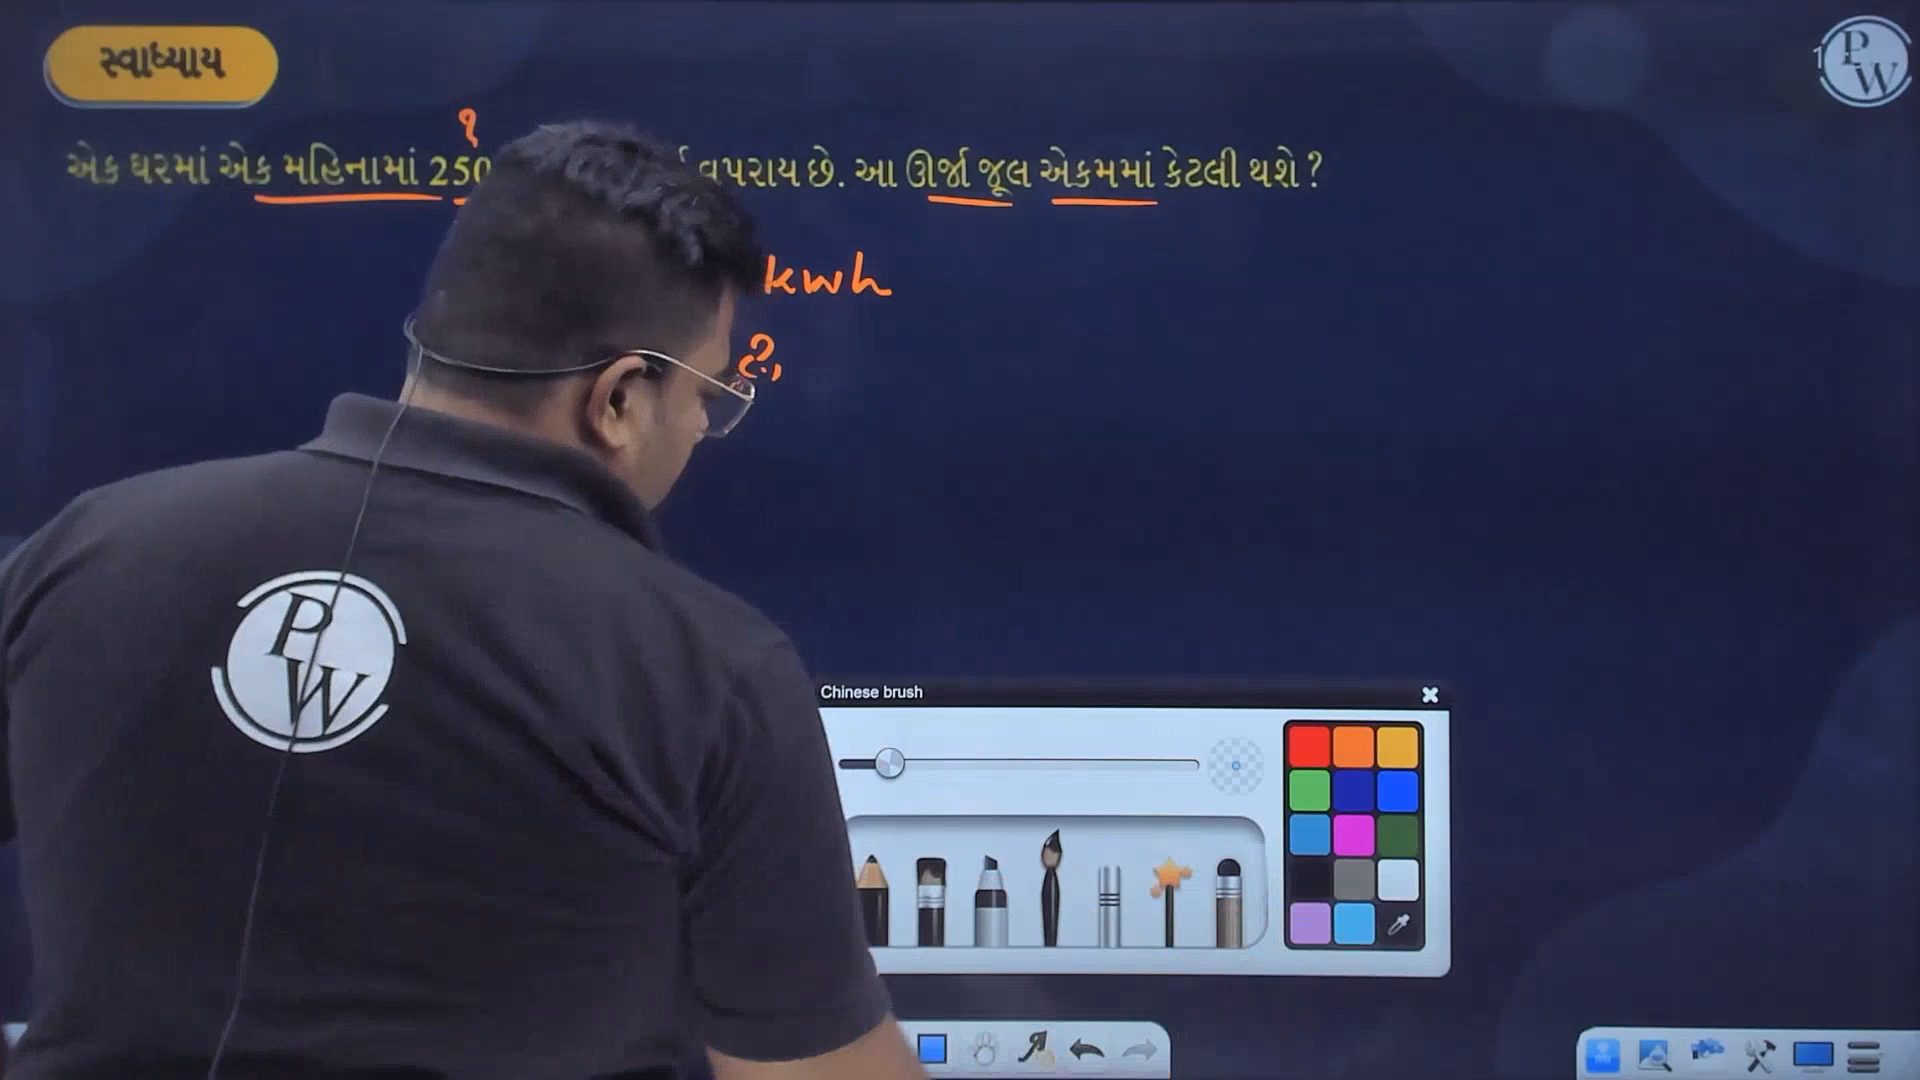 સ્વાધ્યાય
P W
એક ઘરમાં એક મહિનામાં 250 વપરાય છે. આ ઊર્જા જૂલ એકમમાં કેટલી થશે ?
?
kwh
?
P W
Chinese brush